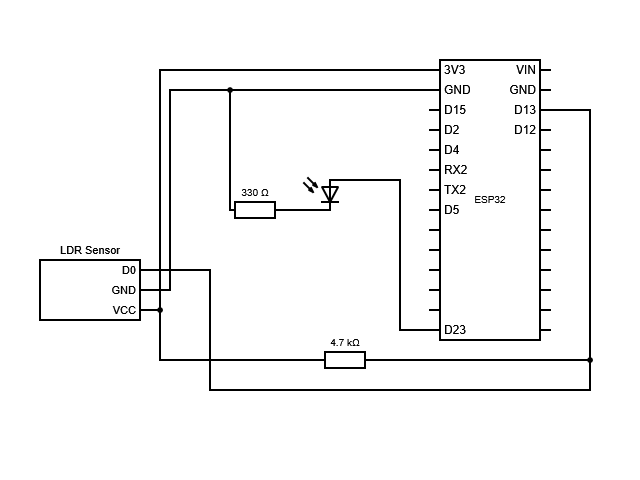 3V3
VIN
GND
GND
D15
D13
D2
D12
D4
RX2
TX2
ESP32
D5
330 Ω
LDR Sensor
D0
GND
VCC
D23
4.7 kΩ